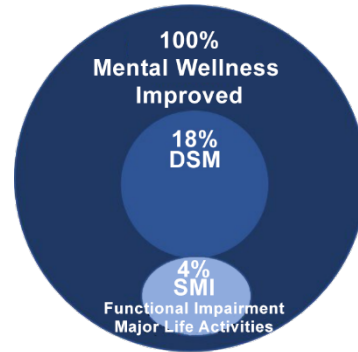 100%
Mental Wellness
Improved
18%
DSM
4%
SMI
Functional Impairment
Major Life Activities